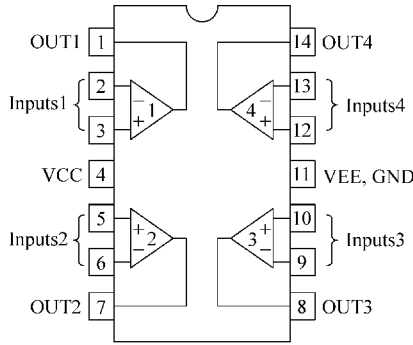 OUT1 1 14 OUT4
2 13
Inputs1 − + 1 4 − + Inputs4
3 12
VCC 4 11 VEE, GND
5 10
Inputs2 + − 2 3 + − Inputs3
6 9
OUT2 7 8 OUT3